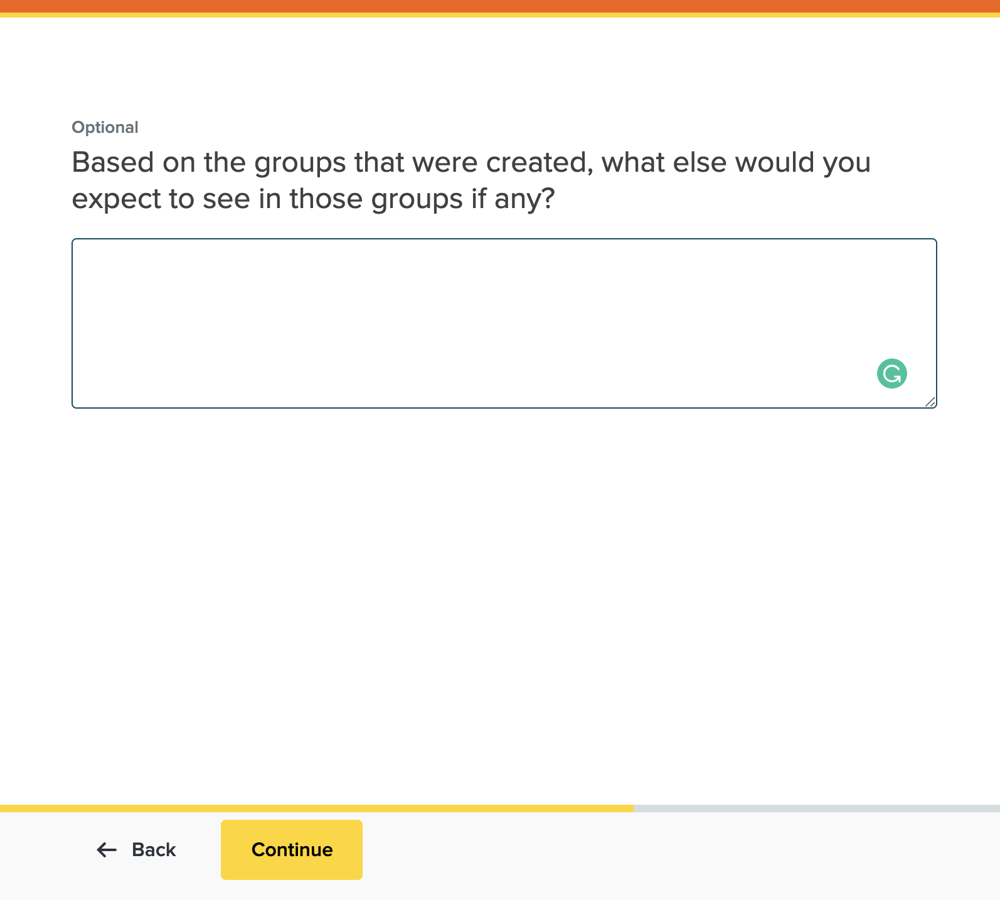 Optional
Based on the groups that were created, what else would you
expect to see in those groups if any?
Back
Continue